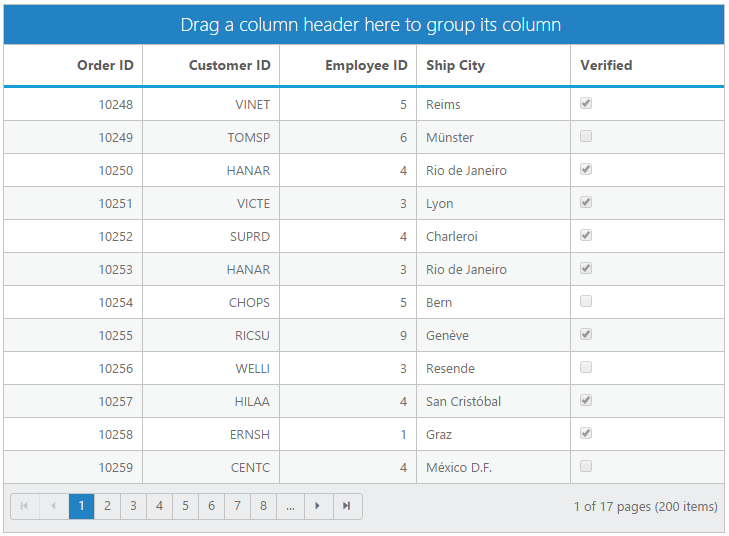 Drag a column header here to group its column
Order ID Customer ID Employee ID Ship City Verified
10248 VINET 5 Reims
10249 TOMSP 6 Münster
10250 HANAR 4 Rio de Janeiro
10251 VICTE 3 Lyon
10252 SUPRD 4 Charleroi
10253 HANAR 3 Rio de Janeiro
10254 CHOPS 5 Bern
10255 RICSU 9 Genève
10256 WELLI 3 Resende
10257 HILAA 4 San Cristóbal
10258 ERNSH 1 Graz
10259 CENTC 4 México D.F.
1 2 3 4 5 6 7 8 ... 1 of 17 pages (200 items)